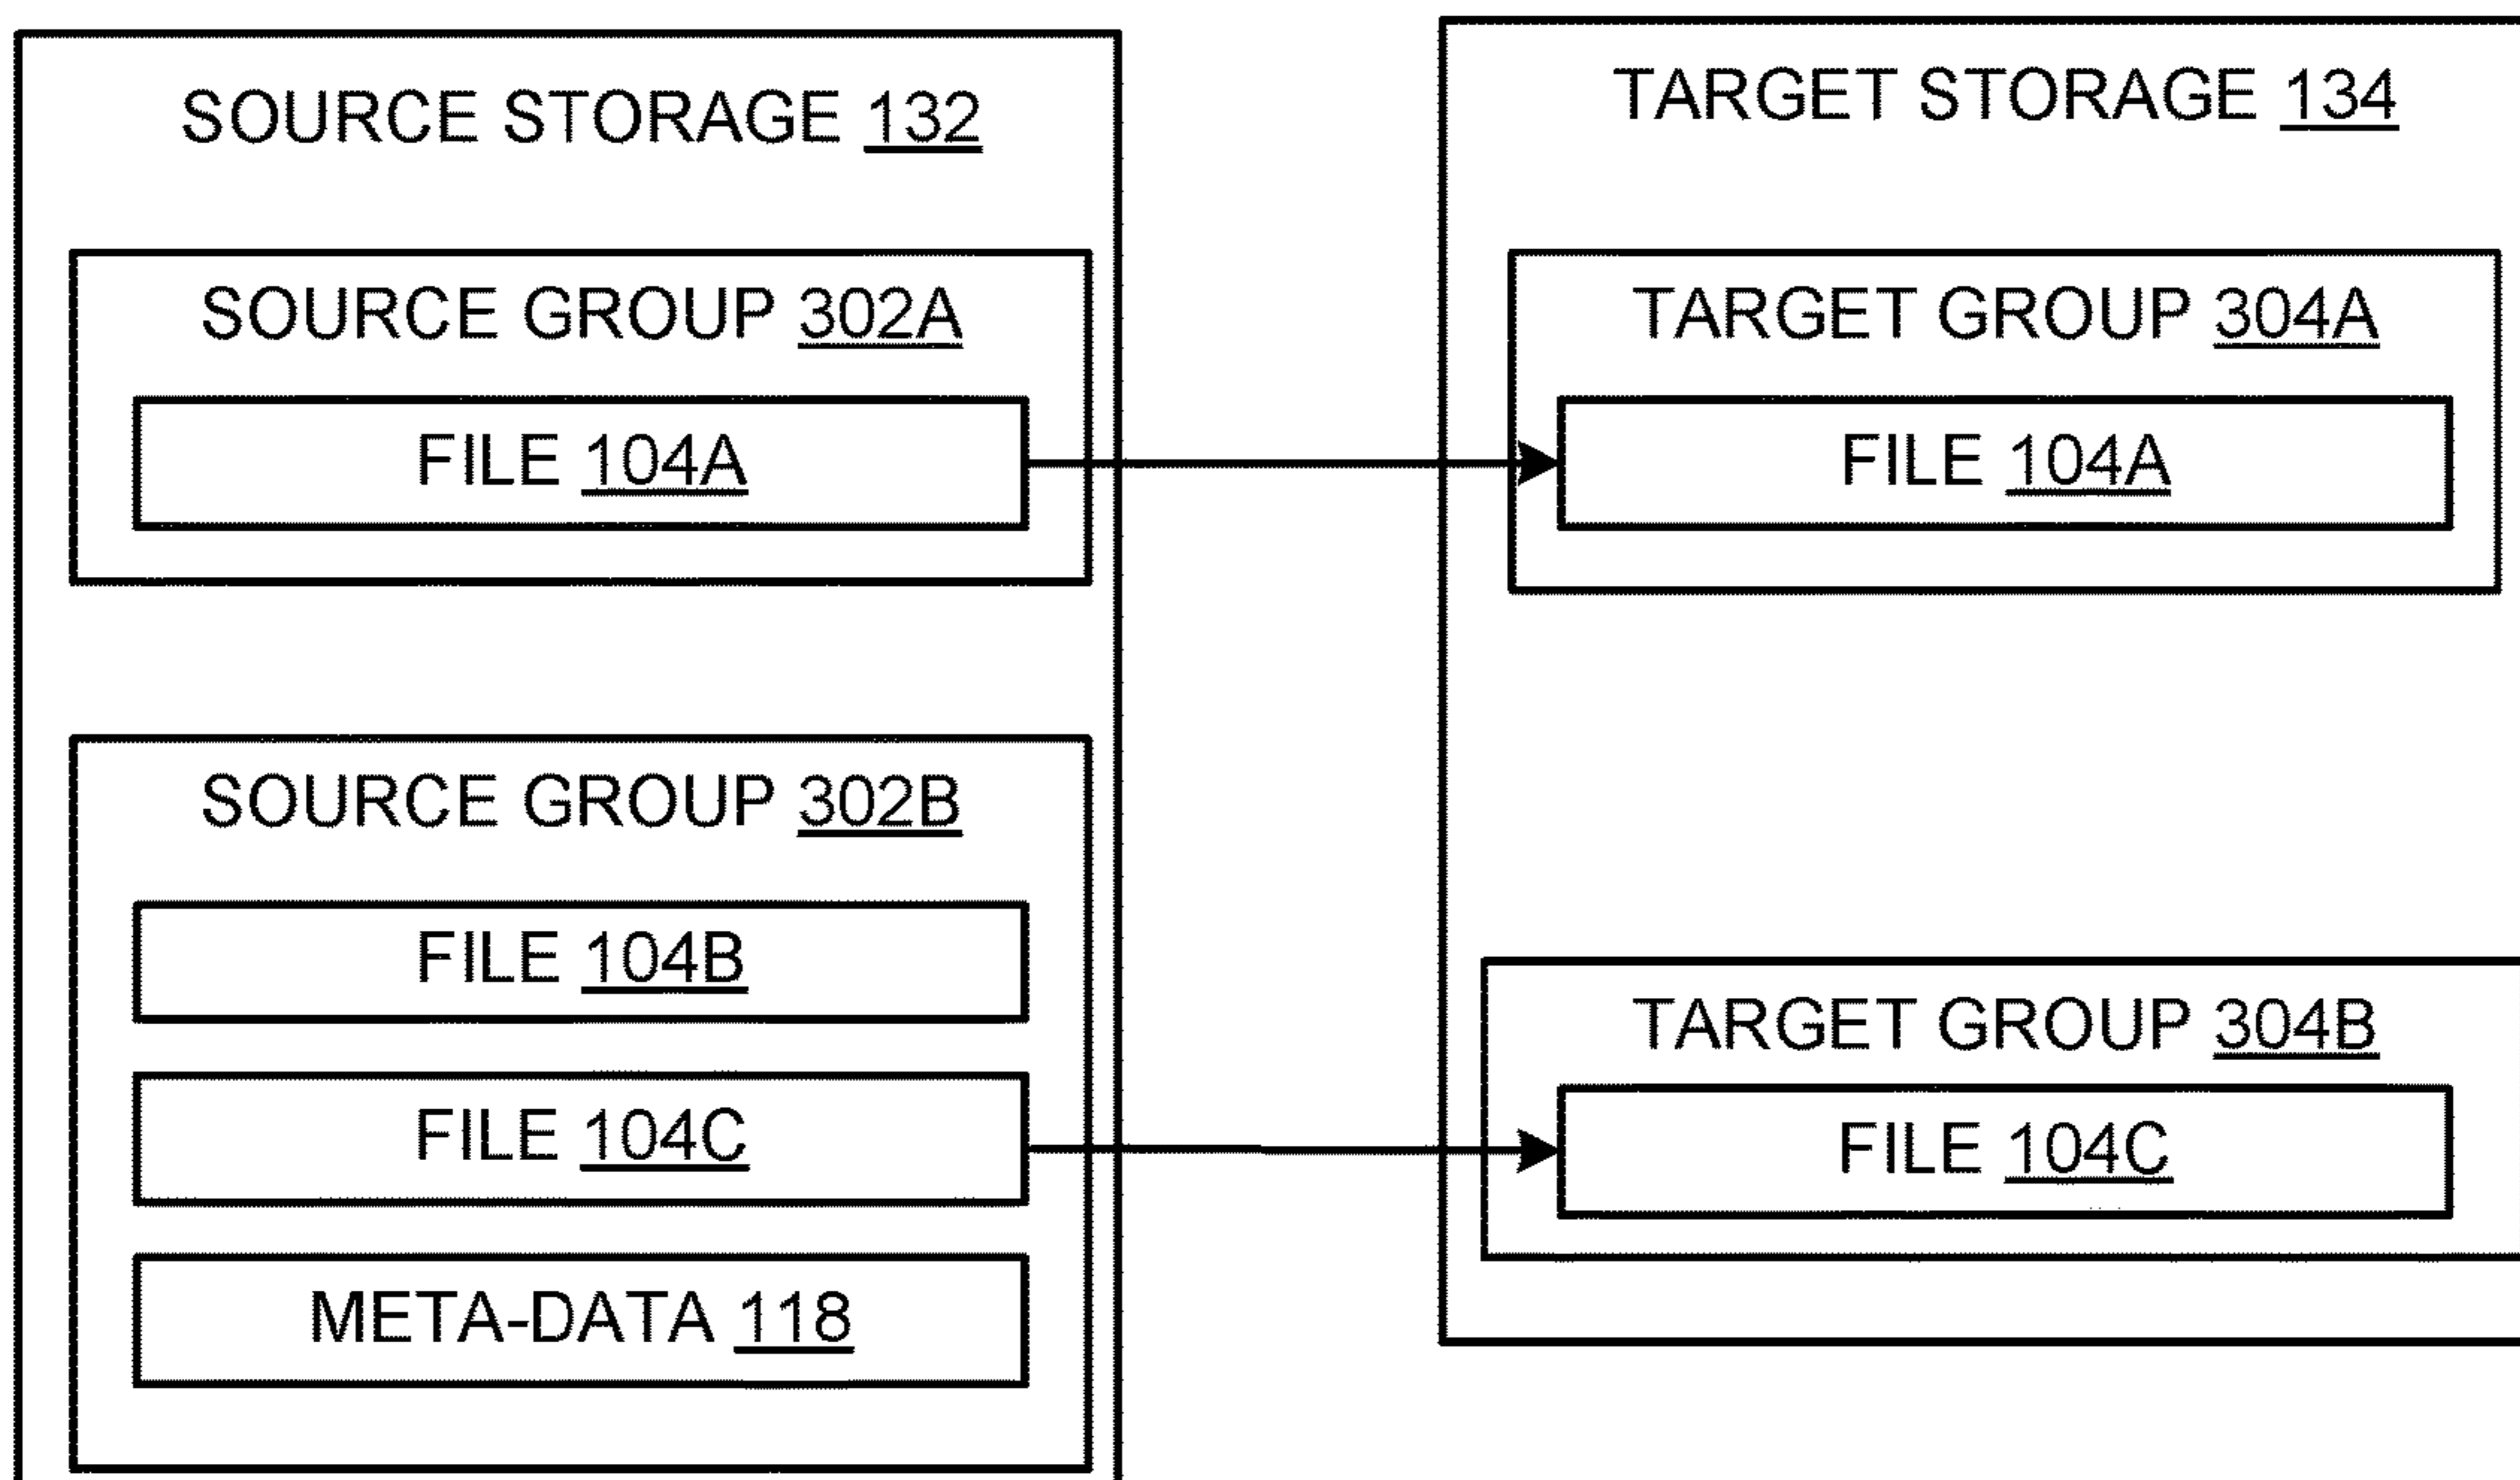 SOURCE STORAGE 132
SOURCE GROUP 302A
FILE 104A
SOURCE GROUP 302B
FILE 104B
FILE 104C
META-DATA 118
TARGET STORAGE 134
TARGET GROUP 304A
FILE 104A
TARGET GROUP 304B
FILE 104C